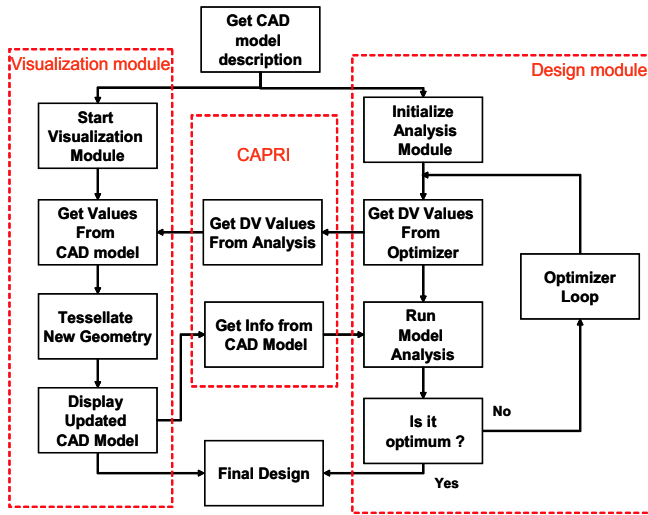 Get CAD
model
description
Visualization module
Design module
Start
Visualization
Module
Initialize
Analysis
Module
CAPRI
Get Values
From
CAD model
Get DV Values
From Analysis
Get DV Values
From
Optimizer
Optimizer
Loop
Tessellate
New Geometry
Get Info from
CAD Model
Run
Model
Analysis
Display
Updated
CAD Model
Is it
optimum ?
No
Final Design
Yes